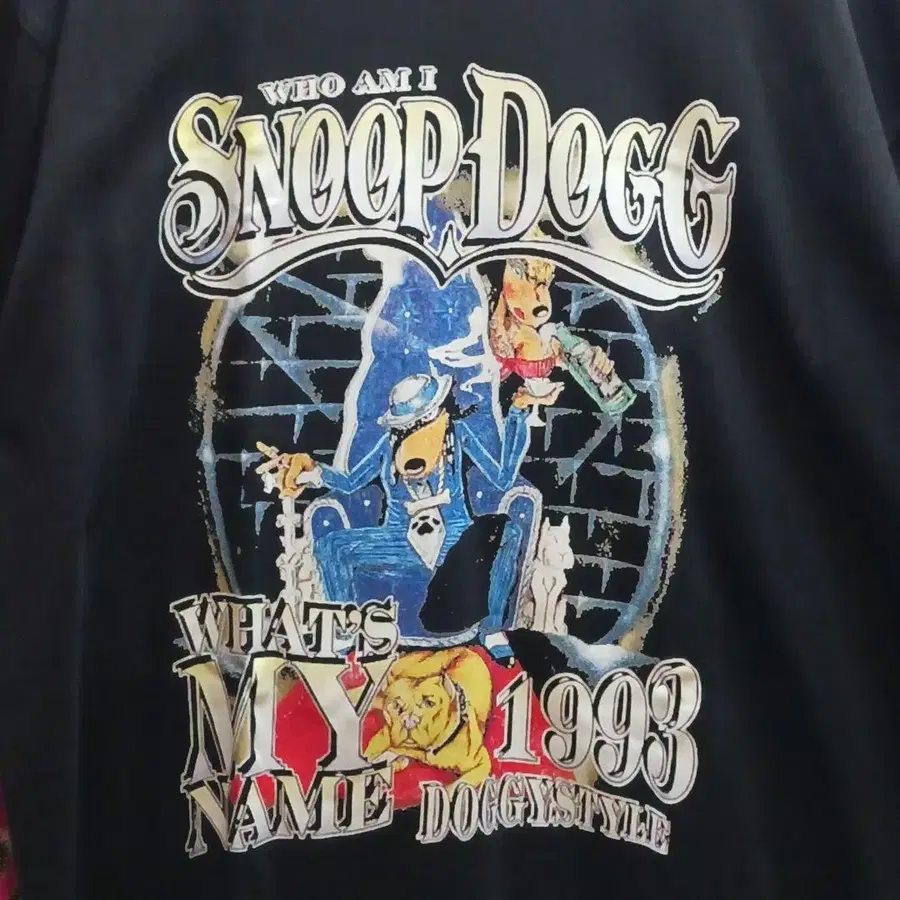 WHO AM I
SNOOP DOGG
WHAT'S
MY
NAME
1993
DOGGYSTYLE